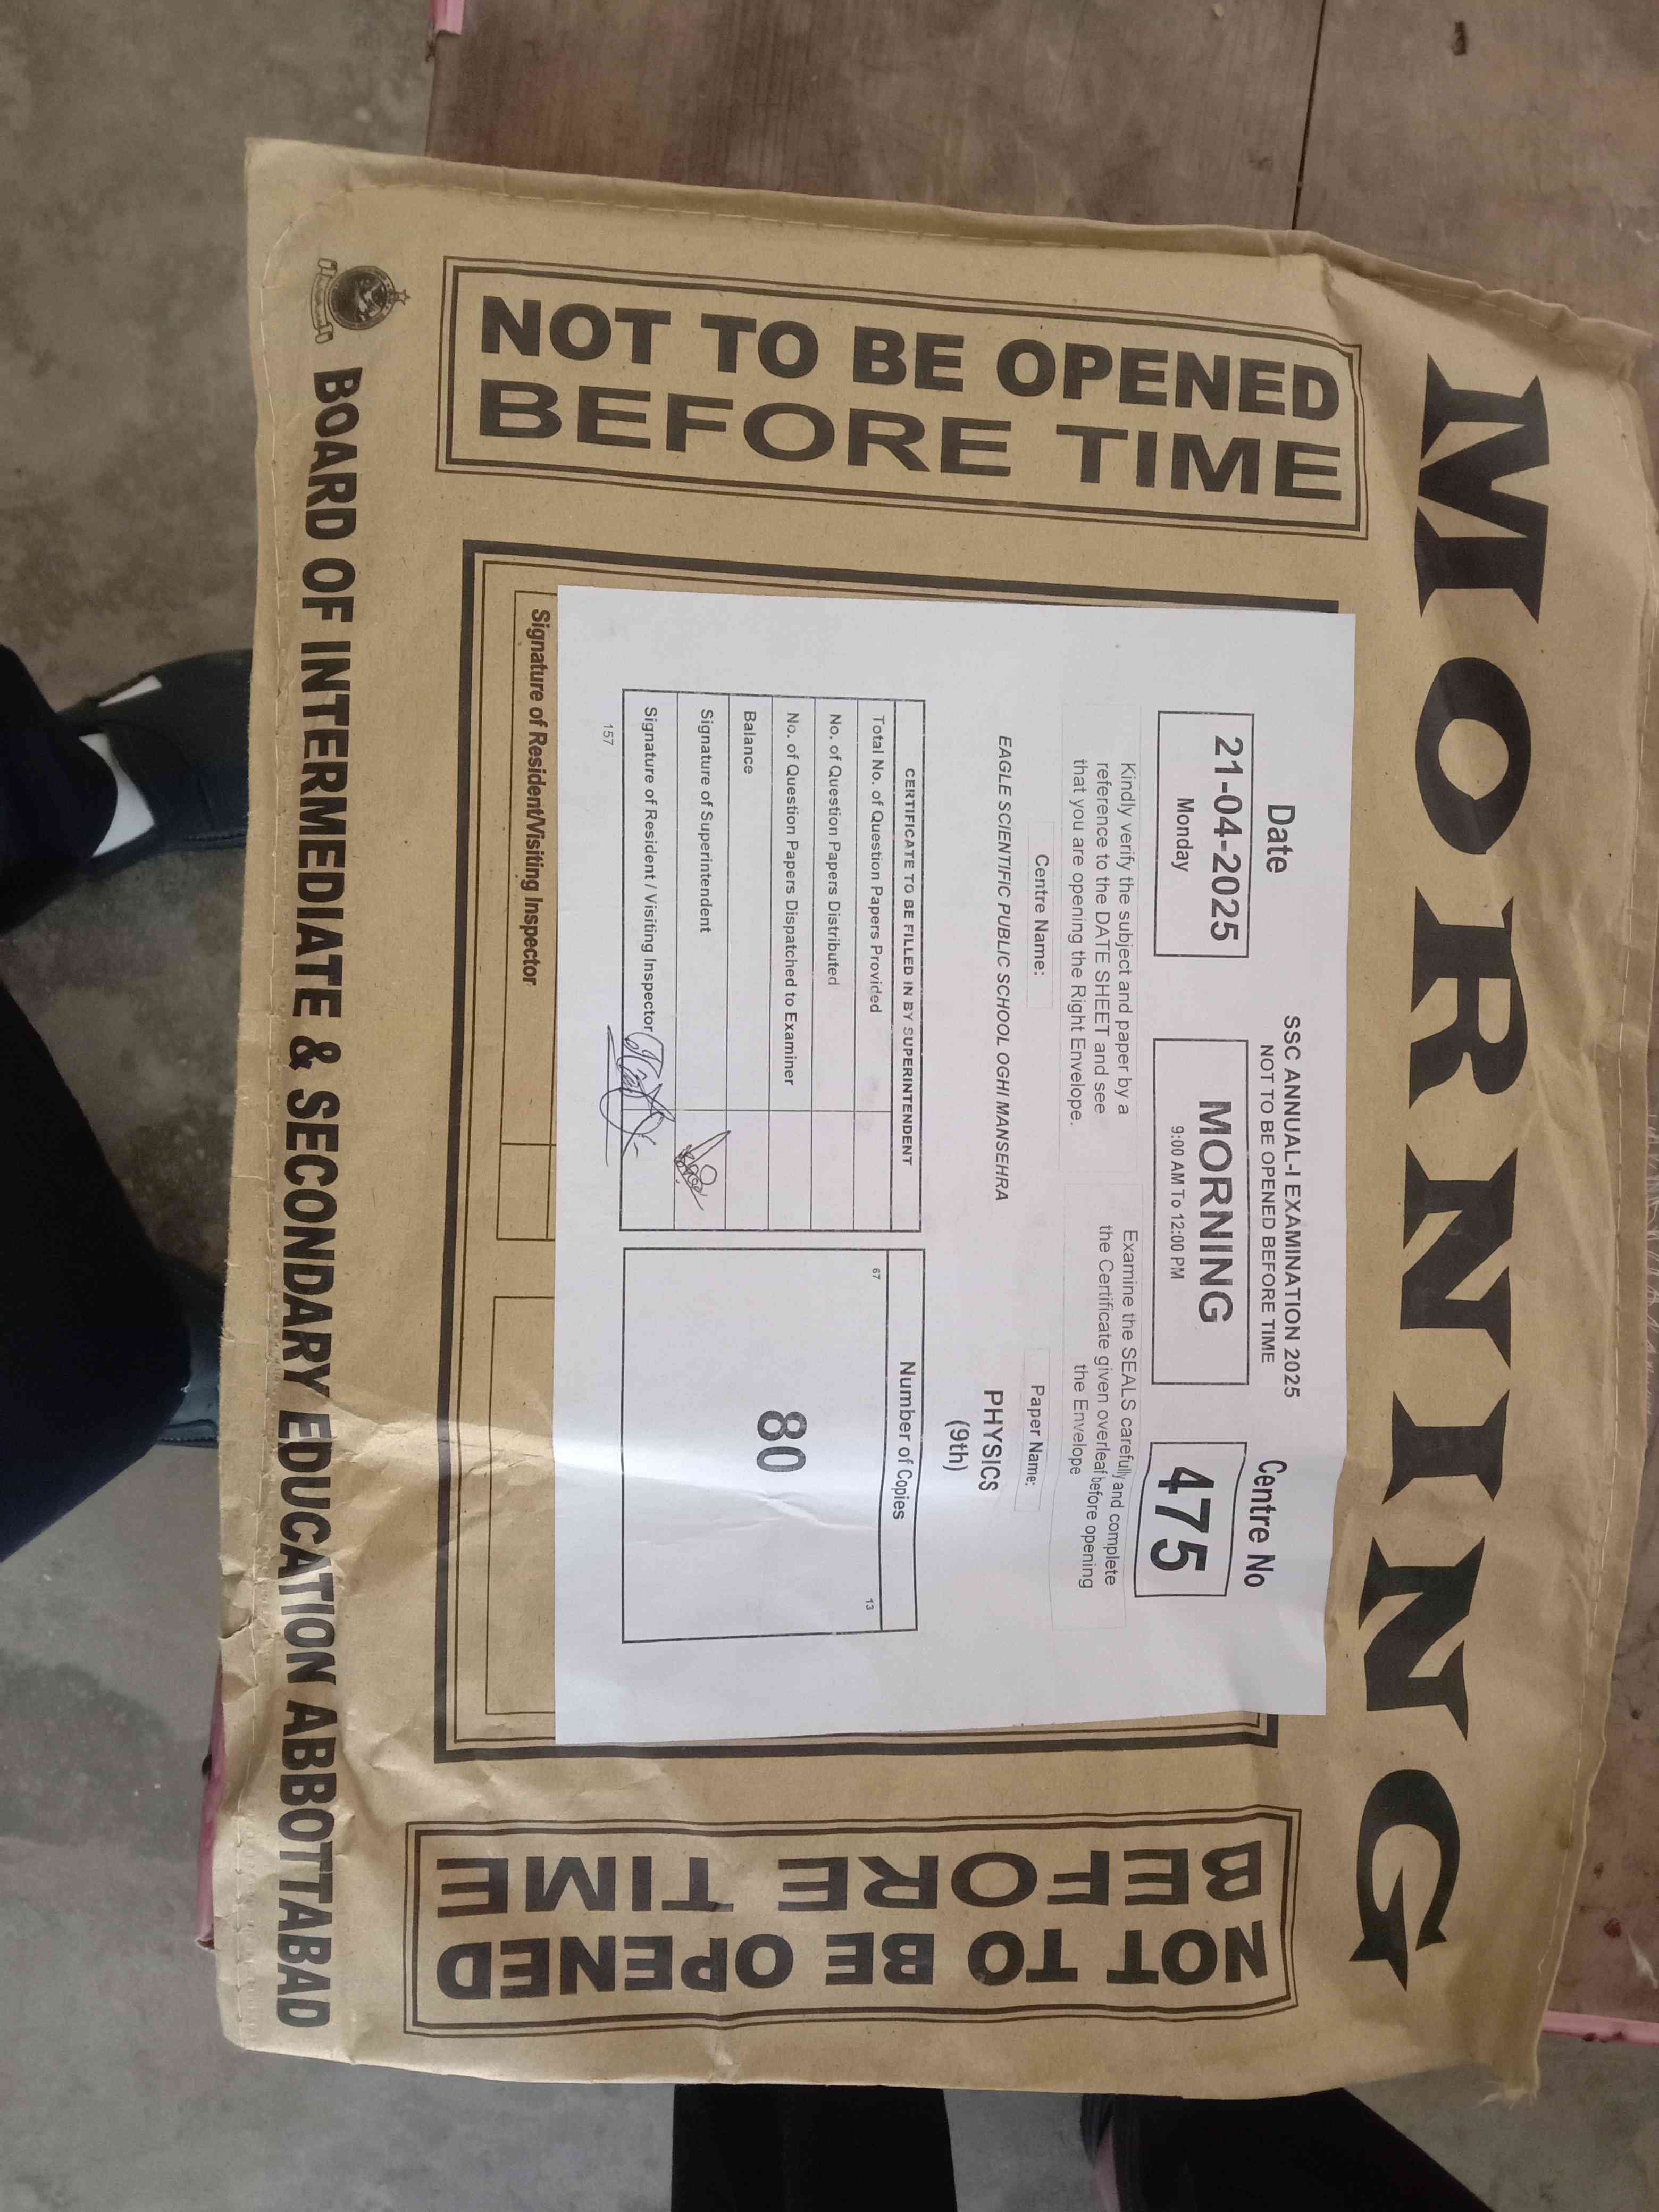 MORNING
NOT TO BE OPENED
BEFORE TIME
Date
SSC ANNUAL-I EXAMINATION 2025
NOT TO BE OPENED BEFORE TIME
Centre No
21-04-2025
Monday
MORNING
9:00 AM To 12:00 PM
475
Kindly verify the subject and paper by a
reference to the DATE SHEET and see
that you are opening the Right Envelope.
Examine the SEALS carefully and complete
the Certificate given overleaf before opening
the Envelope
Centre Name:
Paper Name:
EAGLE SCIENTIFIC PUBLIC SCHOOL OGHI MANSEHRA
PHYSICS
(9th)
CERTIFICATE TO BE FILLED IN BY SUPERINTENDENT
Total No. of Question Papers Provided
No. of Question Papers Distributed
No. of Question Papers Dispatched to Examiner
Balance
Signature of Superintendent
Signature of Resident / Visiting Inspector
Number of Copies
67
13
80
157
Signature of Resident/Visiting Inspector
NOT TO BE OPENED
BEFORE TIME
BOARD OF INTERMEDIATE & SECONDARY EDUCATION ABBOTTABAD